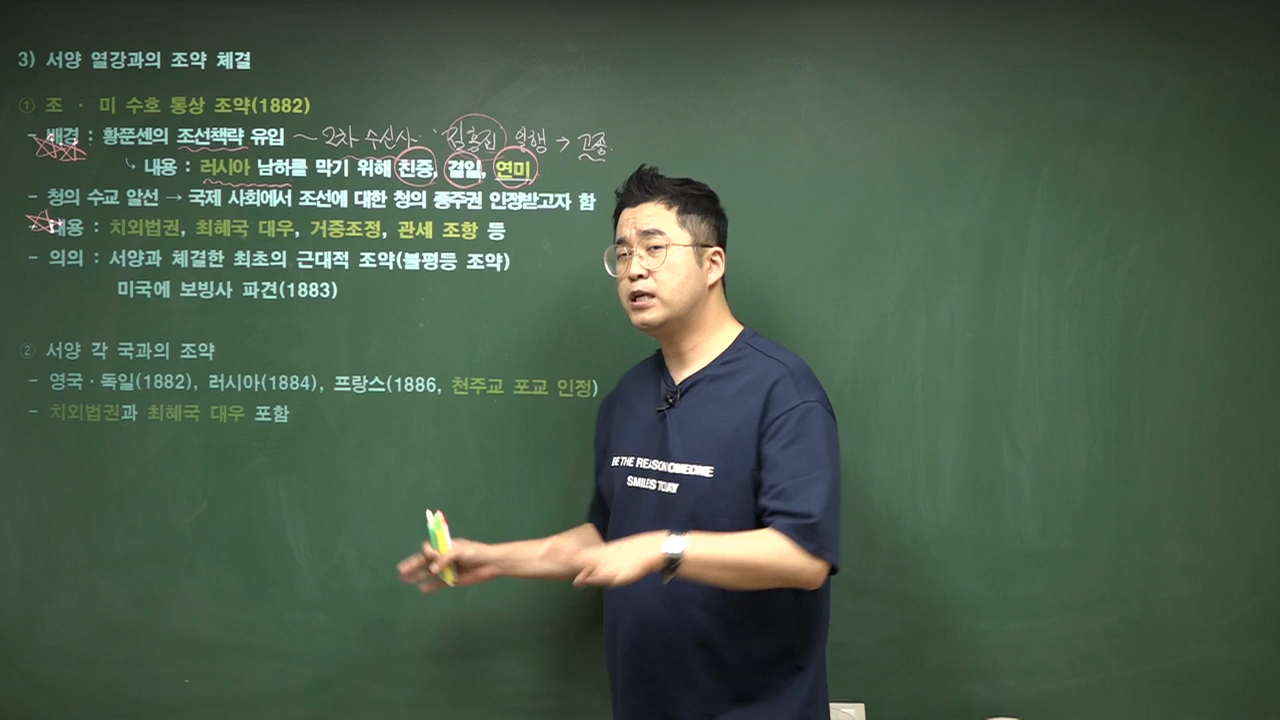 3) 서양 열강과의 조약 체결
① 조 · 미 수호 통상 조약(1882)
- 배경 : 황쭌셴의 조선책략 유입 ~ 2차 수신사 김홍집 일행 → 고종
↳ 내용 : 러시아 남하를 막기 위해 친중, 결일, 연미
- 청의 수교 알선 → 국제 사회에서 조선에 대한 청의 종주권 인정받고자 함
- 내용 : 치외법권, 최혜국 대우, 거중조정, 관세 조항 등
- 의의 : 서양과 체결한 최초의 근대적 조약(불평등 조약)
미국에 보빙사 파견(1883)
② 서양 각 국과의 조약
- 영국·독일(1882), 러시아(1884), 프랑스(1886, 천주교 포교 인정)
- 치외법권과 최혜국 대우 포함
BE THE REASON SOMEONE
SMILES TODAY